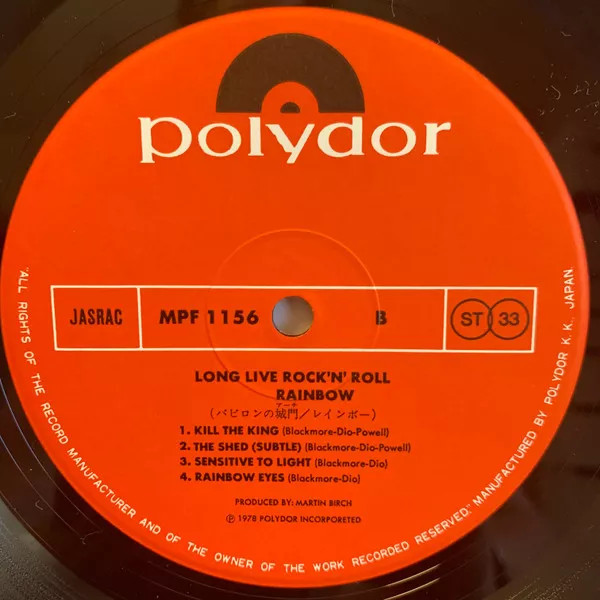 polydor
JASRAC MPF 1156 B ST 33
LONG LIVE ROCK'N' ROLL
RAINBOW
アーチ
(バビロンの城門/レインボー)
1. KILL THE KING (Blackmore-Dio-Powell)
2. THE SHED (SUBTLE) (Blackmore-Dio-Powell)
3. SENSITIVE TO LIGHT (Blackmore-Dio)
4. RAINBOW EYES (Blackmore-Dio)
PRODUCED BY: MARTIN BIRCH
Ⓟ 1978 POLYDOR INCORPORETED
"ALL RIGHTS OF THE RECORD MANUFACTURER AND OF THE OWNER OF THE WORK RECORDED RESERVED." MANUFACTURED BY POLYDOR K.K., JAPAN.